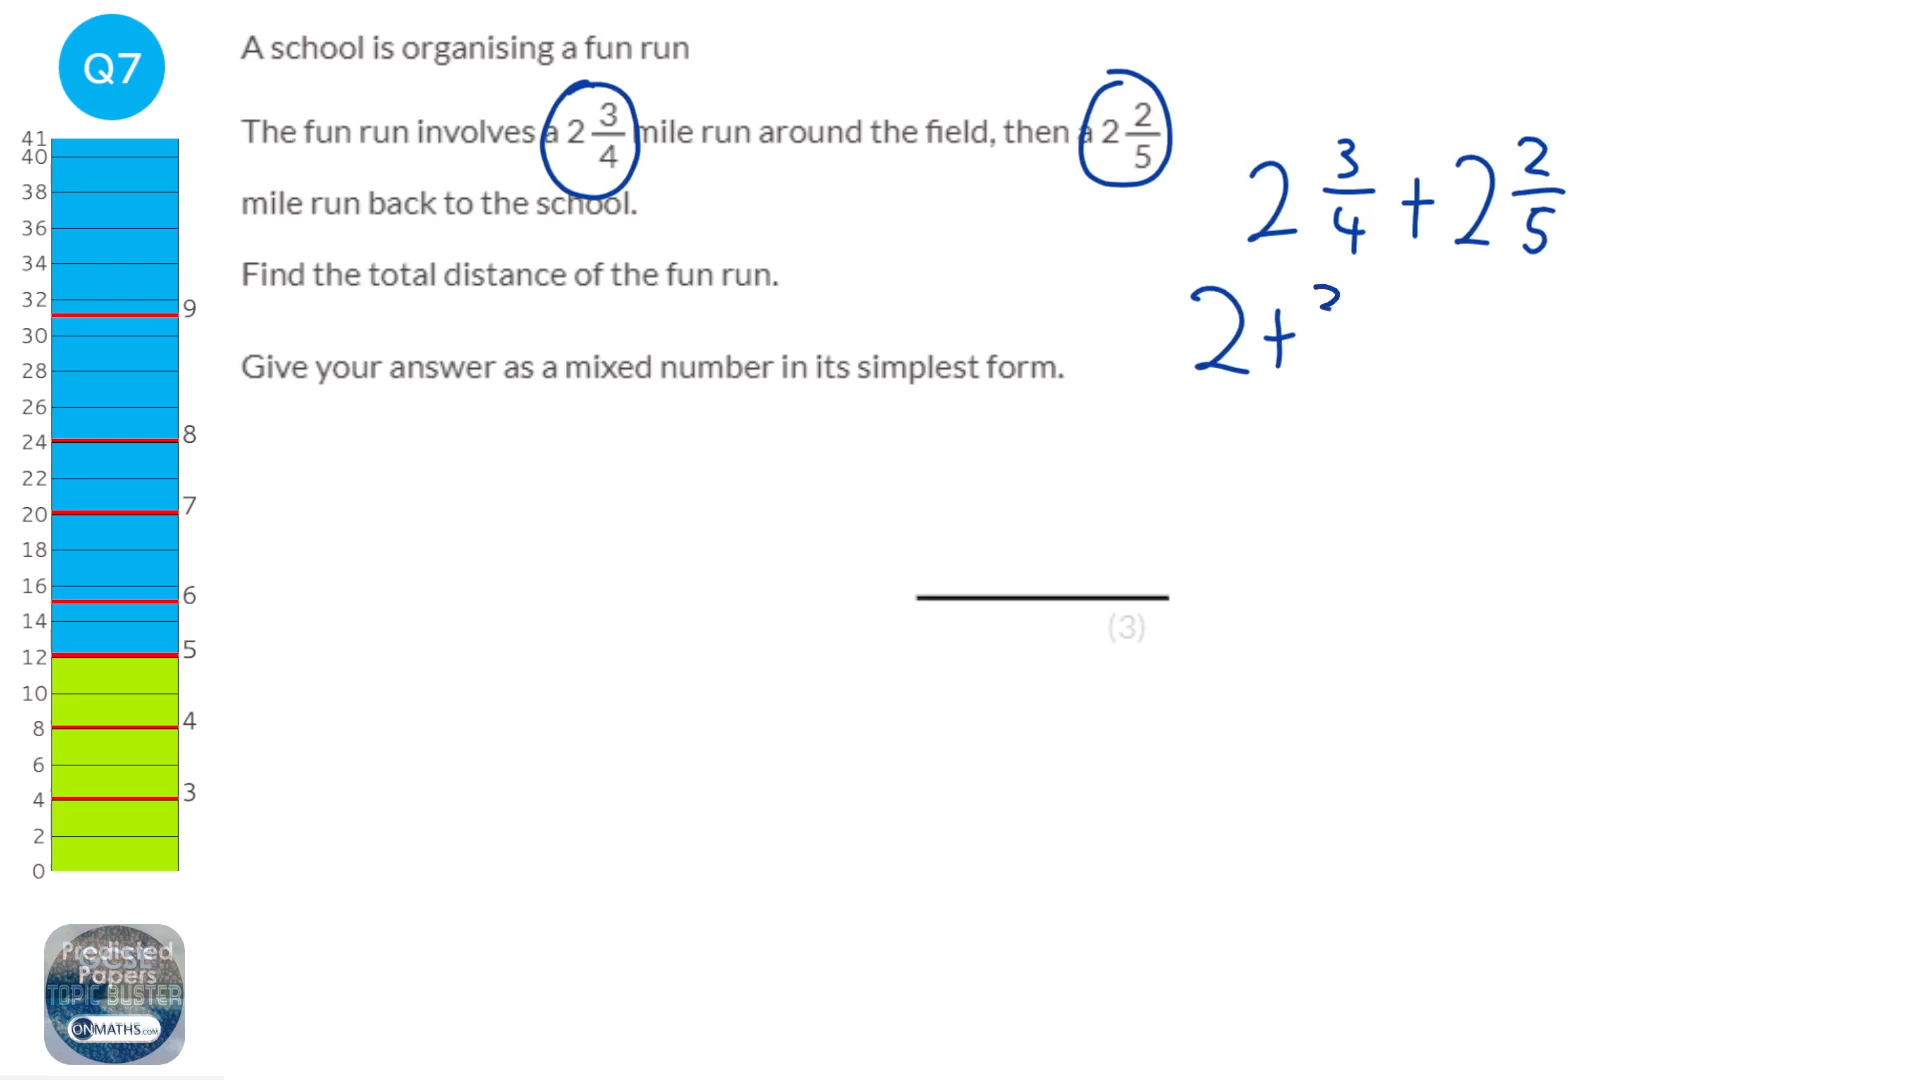 Q7
A school is organising a fun run
The fun run involves a 2 3/4 mile run around the field, then a 2 2/5
mile run back to the school.
Find the total distance of the fun run.
Give your answer as a mixed number in its simplest form.
(3)
2 3/4 + 2 2/5
2 +
41
40
38
36
34
32
30
28
26
24
22
20
18
16
14
12
10
8
6
4
2
0
9
8
7
6
5
4
3
Predicted
GCSE
Papers
TOPIC BUSTER
ONMATHS.COM